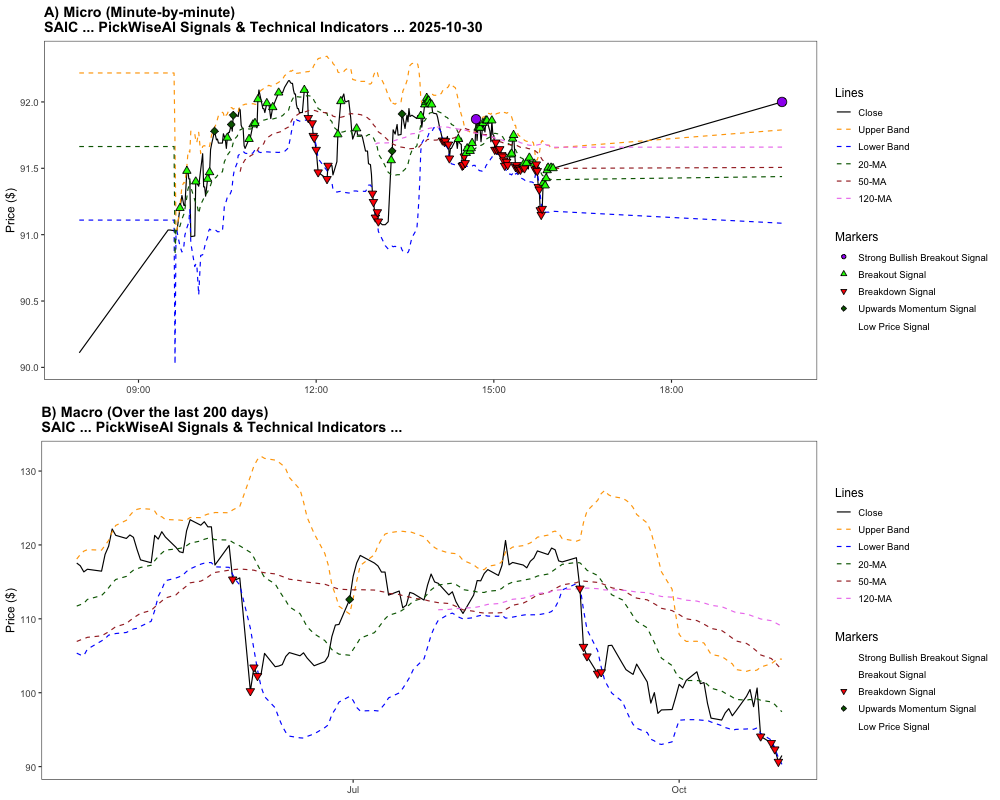 A) Micro (Minute-by-minute)
SAIC ... PickWiseAI Signals & Technical Indicators ... 2025-10-30
Price ($)
92.0
91.5
91.0
90.5
90.0
09:00
12:00
15:00
18:00
Lines
Close
Upper Band
Lower Band
20-MA
50-MA
120-MA
Markers
Strong Bullish Breakout Signal
Breakout Signal
Breakdown Signal
Upwards Momentum Signal
Low Price Signal
B) Macro (Over the last 200 days)
SAIC ... PickWiseAI Signals & Technical Indicators ...
Price ($)
130
120
110
100
90
Jul
Oct
Lines
Close
Upper Band
Lower Band
20-MA
50-MA
120-MA
Markers
Strong Bullish Breakout Signal
Breakout Signal
Breakdown Signal
Upwards Momentum Signal
Low Price Signal